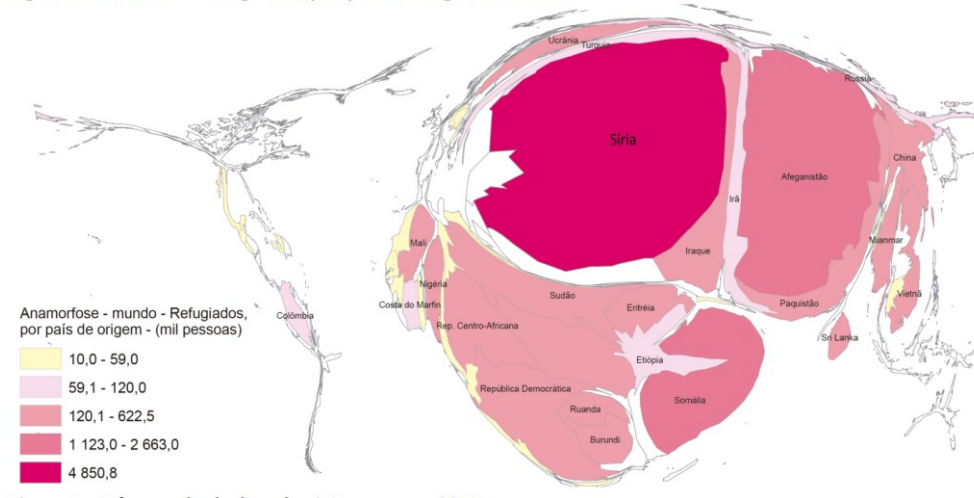 Ucrânia
Turquia
Síria
Rússia
China
Afeganistão
Irã
Mianmar
Iraque
Mali
Nigéria
Costa do Marfin
Sudão
Eritréia
Paquistão
Vietnã
Colômbia
Rep. Centro-Africana
Sri Lanka
Etiópia
República Democrática
Somália
Ruanda
Burundi
Anamorfose - mundo - Refugiados,
por país de origem - (mil pessoas)
10,0 - 59,0
59,1 - 120,0
120,1 - 622,5
1 123,0 - 2 663,0
4 850,8